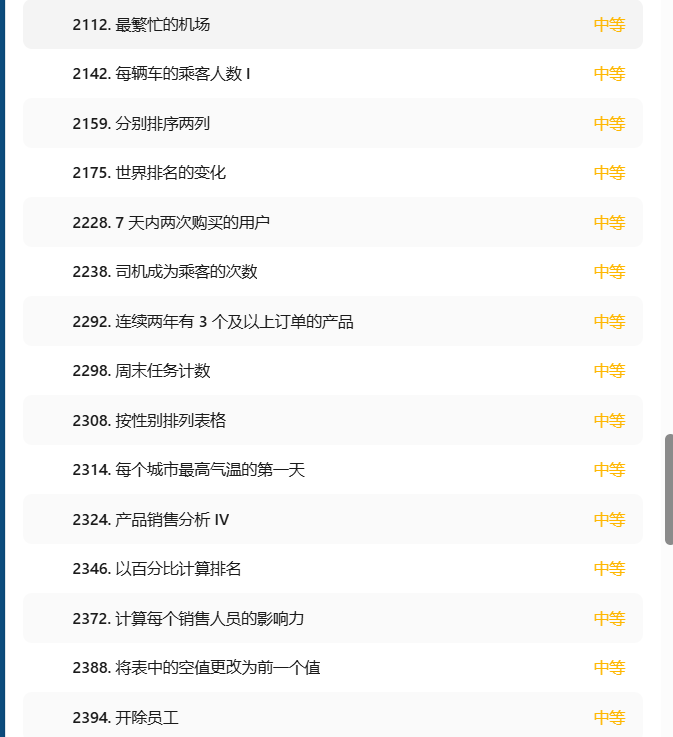 2112. 最繁忙的机场 中等
2142. 每辆车的乘客人数 I 中等
2159. 分别排序两列 中等
2175. 世界排名的变化 中等
2228. 7 天内两次购买的用户 中等
2238. 司机成为乘客的次数 中等
2292. 连续两年有 3 个及以上订单的产品 中等
2298. 周末任务计数 中等
2308. 按性别排列表格 中等
2314. 每个城市最高气温的第一天 中等
2324. 产品销售分析 IV 中等
2346. 以百分比计算排名 中等
2372. 计算每个销售人员的影响力 中等
2388. 将表中的空值更改为前一个值 中等
2394. 开除员工 中等